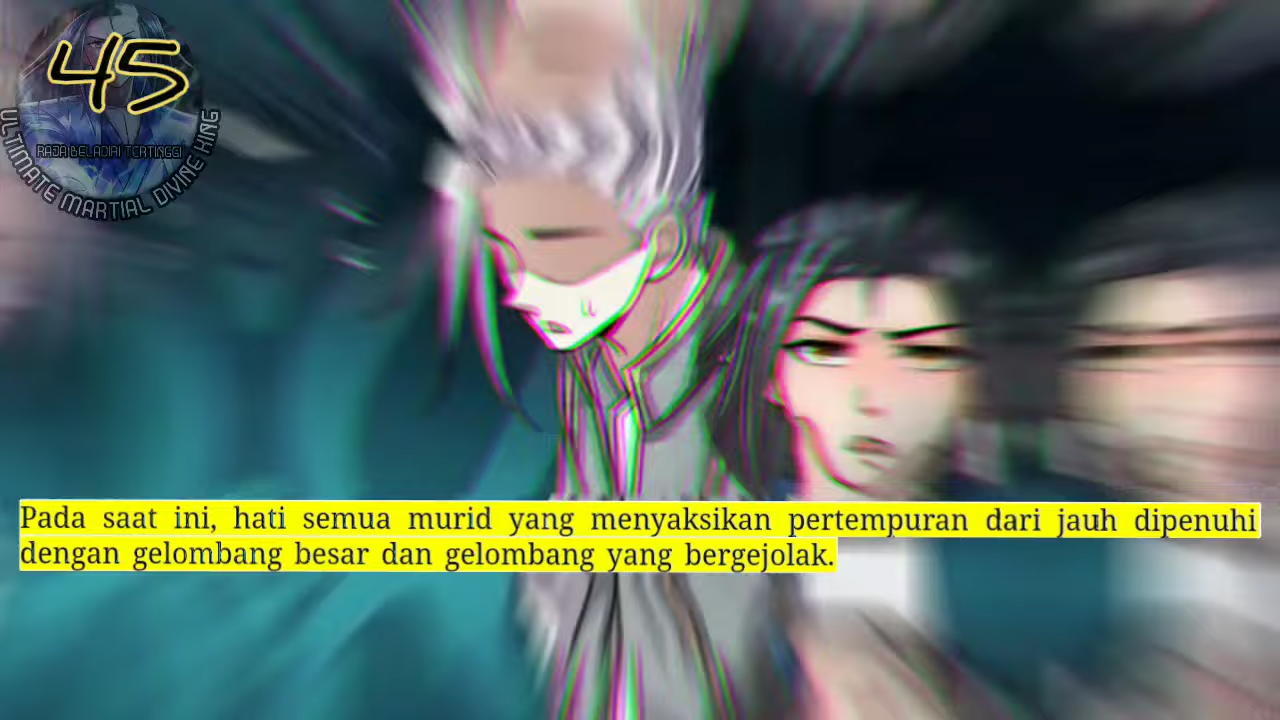 45
RAJA BELADIRI TERTINGGI
ULTIMATE MARTIAL DIVINE KING
Pada saat ini, hati semua murid yang menyaksikan pertempuran dari jauh dipenuhi
dengan gelombang besar dan gelombang yang bergejolak.